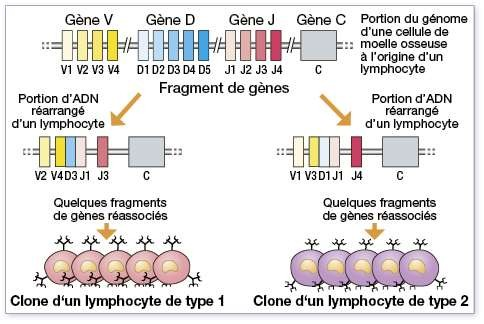 Gène V Gène D Gène J Gène C
Portion du génome
d'une cellule de
moelle osseuse
à l'origine d'un
lymphocyte
V1 V2 V3 V4 D1 D2 D3 D4 D5 J1 J2 J3 J4 C
Fragment de gènes
Portion d'ADN
réarrangé
d'un lymphocyte
V2 V4 D3 J1 J3 C
Quelques fragments
de gènes réassociés
Clone d'un lymphocyte de type 1
Portion d'ADN
réarrangé
d'un lymphocyte
V1 V3 D1 J1 J4 C
Quelques fragments
de gènes réassociés
Clone d'un lymphocyte de type 2